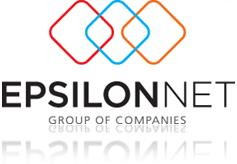 EPSILONNET
GROUP OF COMPANIES